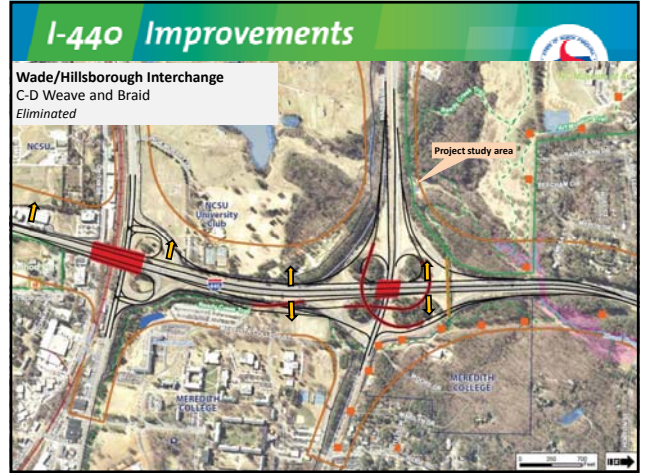 I-440 Improvements
Wade/Hillsborough Interchange
C-D Weave and Braid
Eliminated
Project study area
NCSU
NCSU
University
Club
MEREDITH
COLLEGE
MEREDITH
COLLEGE
0 350 700